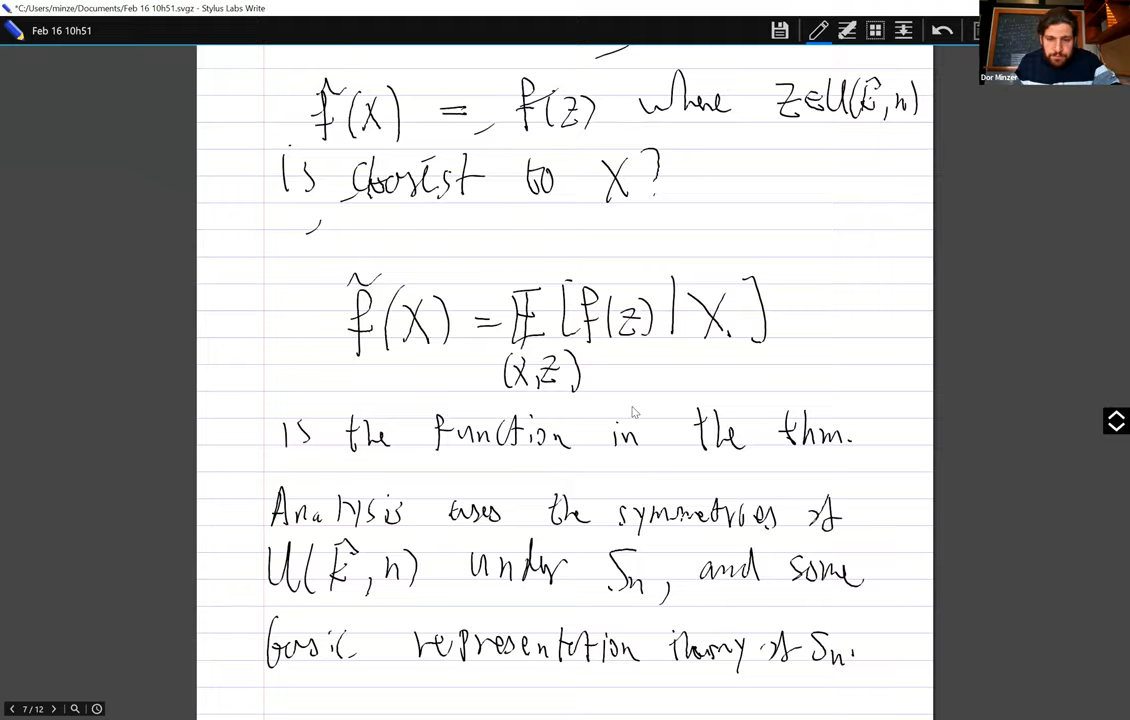 *C:/Users/minze/Documents/Feb 16 10h51.svgz - Stylus Labs Write
Feb 16 10h51
Dor Minzer
f̃(x) = f(z) where z∈U(k⃗,n)
is closest to x?
f̃(x) = 𝔼 [f(z) | x.]
(x,z)
is the function in the thm.
Analysis uses the symmetries of
U(k⃗,n) under Sₙ, and some
basic representation theory of Sₙ.
7 / 12